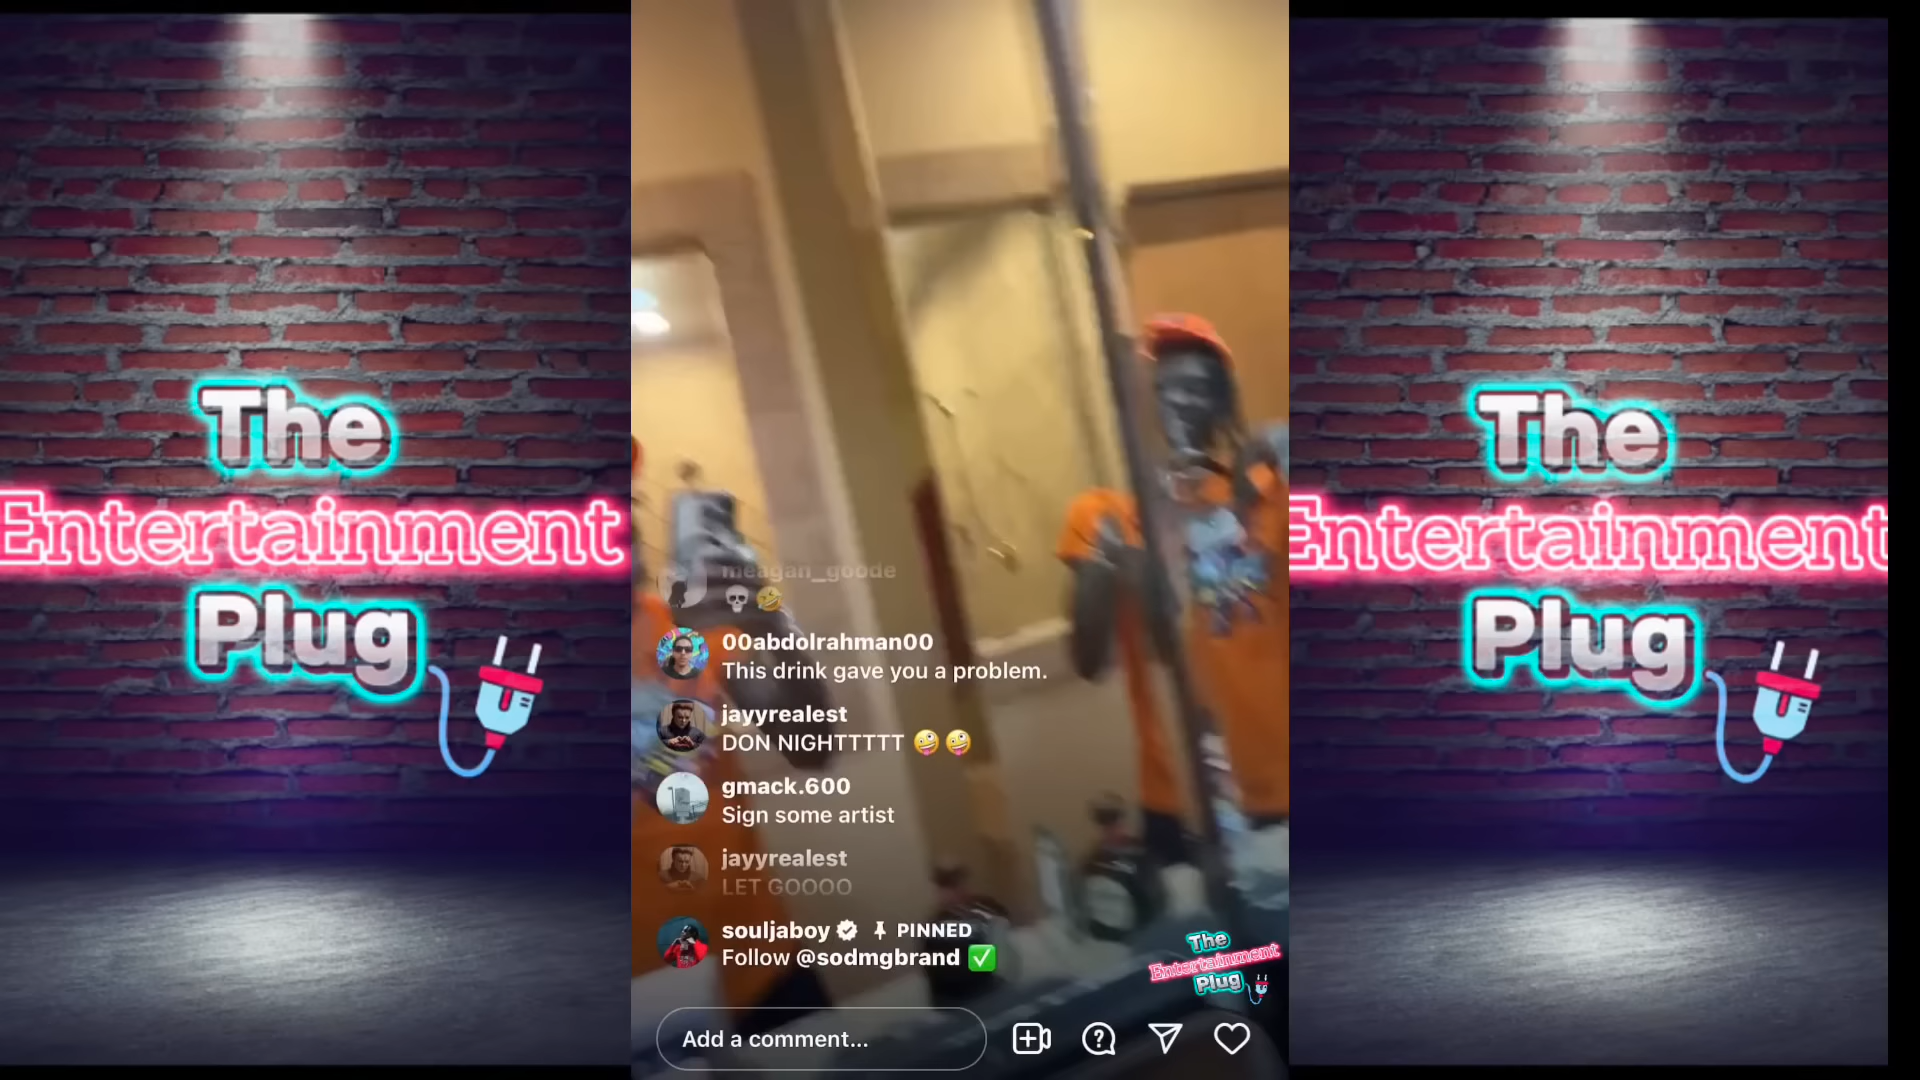 The
Entertainment
Plug
meagan_goode
💀🤣
00abdolrahman00
This drink gave you a problem.
jayyrealest
DON NIGHTTTTT 🤪🤪
gmack.600
Sign some artist
jayyrealest
LET GOOOO
souljaboy PINNED
Follow @sodmgbrand ✅
Add a comment...
The
Entertainment
Plug
The
Entertainment
Plug